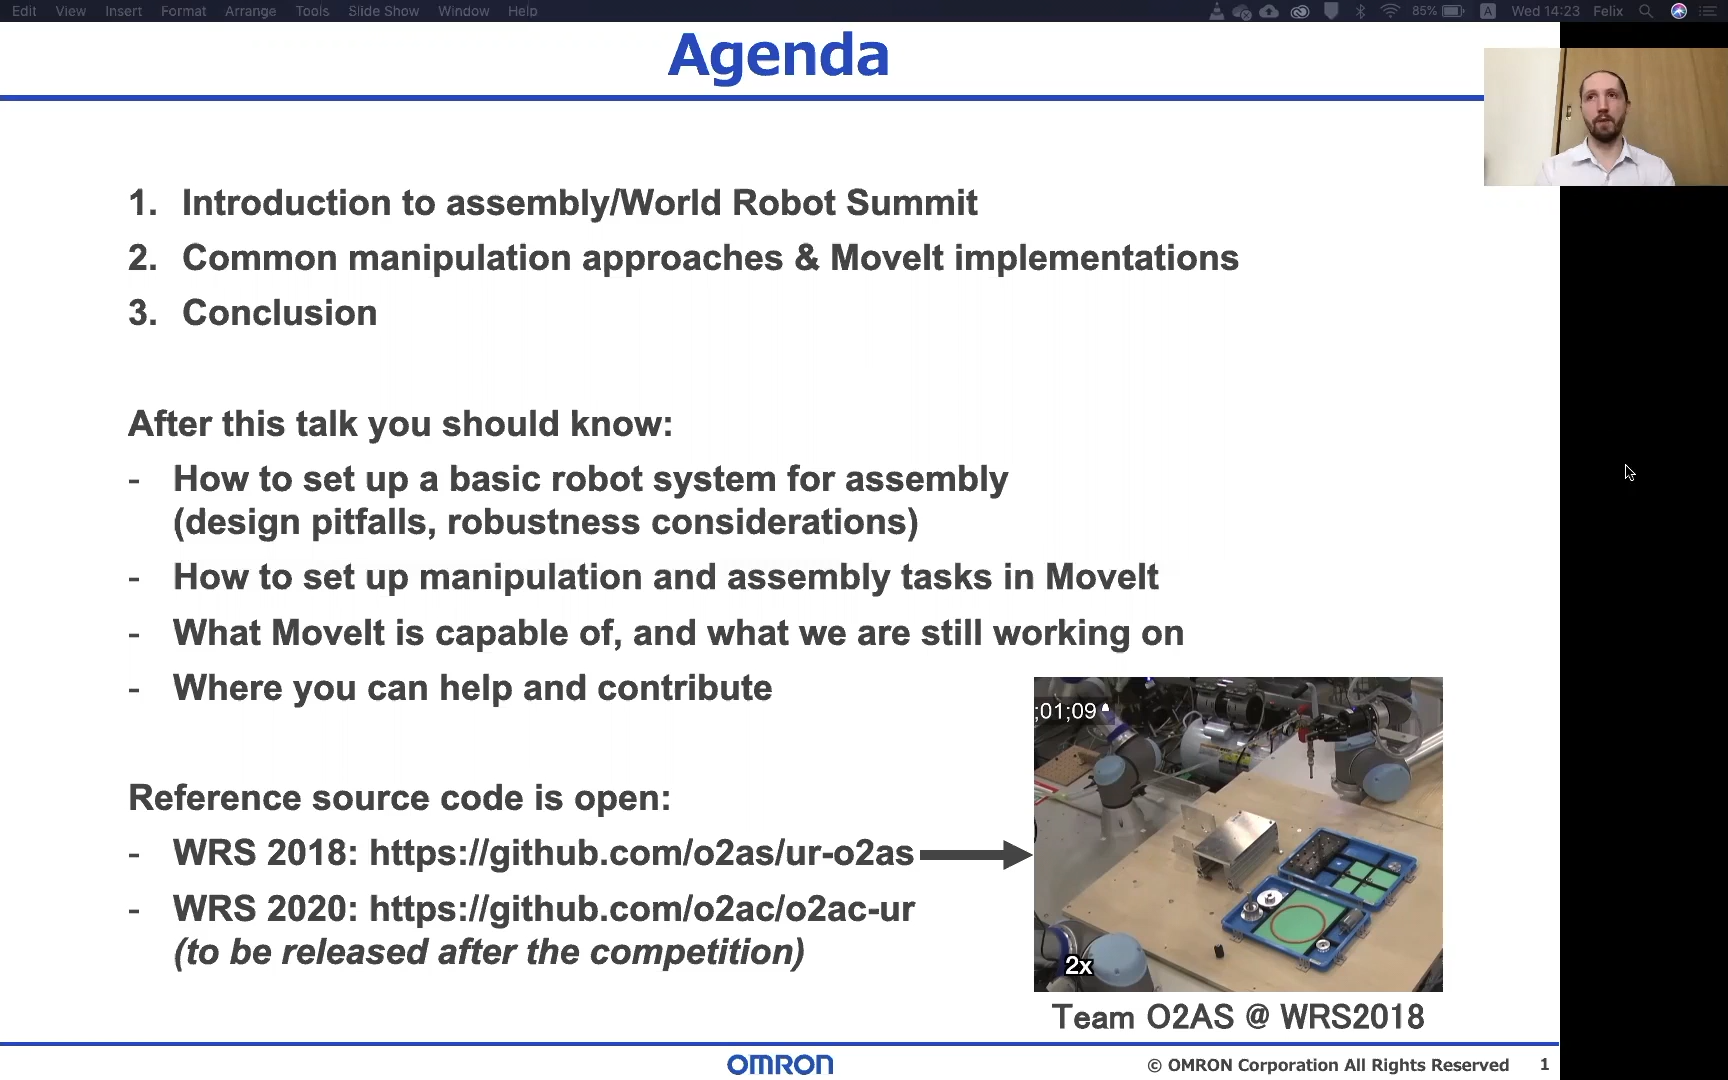 Edit View Insert Format Arrange Tools Slide Show Window Help 85% A Wed 14:23 Felix
Agenda
1. Introduction to assembly/World Robot Summit
2. Common manipulation approaches & MoveIt implementations
3. Conclusion
After this talk you should know:
- How to set up a basic robot system for assembly
(design pitfalls, robustness considerations)
- How to set up manipulation and assembly tasks in MoveIt
- What MoveIt is capable of, and what we are still working on
- Where you can help and contribute
Reference source code is open:
- WRS 2018: https://github.com/o2as/ur-o2as
- WRS 2020: https://github.com/o2ac/o2ac-ur
(to be released after the competition)
;01;09
2x
Team O2AS @ WRS2018
OMRON
© OMRON Corporation All Rights Reserved 1